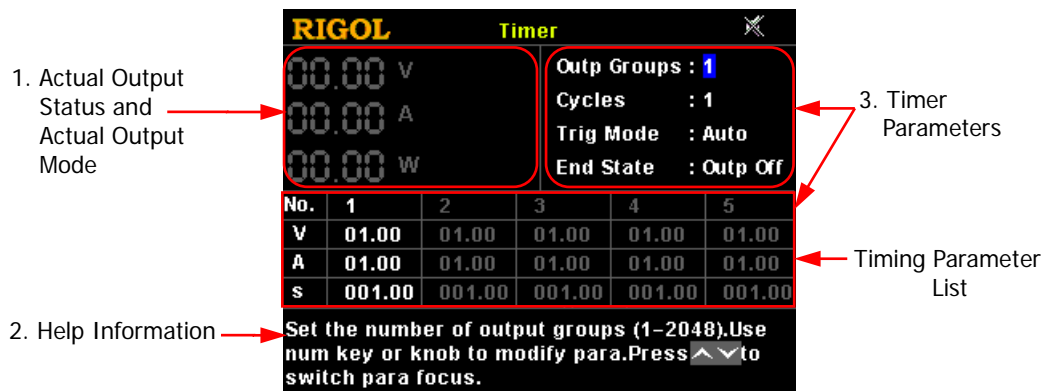 RIGOL Timer
1. Actual Output
Status and
Actual Output
Mode
00.00 V
00.00 A
00.00 W
Outp Groups : 1
Cycles : 1
Trig Mode : Auto
End State : Outp Off
3. Timer
Parameters
No. 1 2 3 4 5
V 01.00 01.00 01.00 01.00 01.00
A 01.00 01.00 01.00 01.00 01.00
s 001.00 001.00 001.00 001.00 001.00
Timing Parameter
List
2. Help Information
Set the number of output groups (1-2048).Use
num key or knob to modify para.Press to
switch para focus.